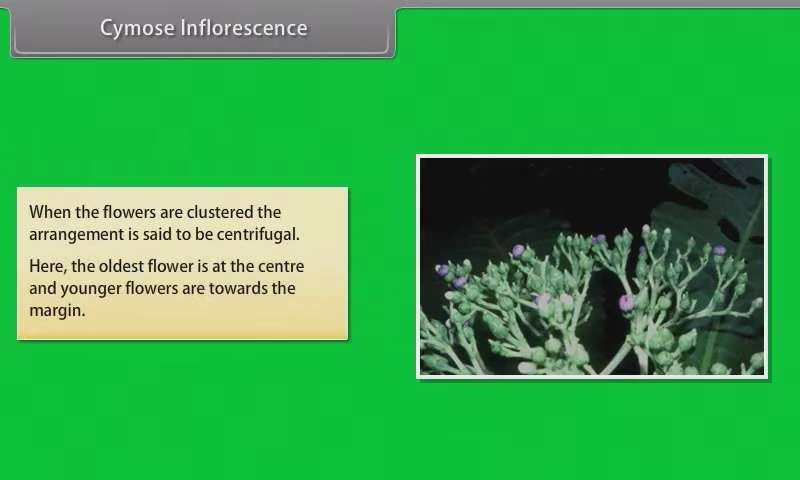 Cymose Inflorescence
When the flowers are clustered the
arrangement is said to be centrifugal.
Here, the oldest flower is at the centre
and younger flowers are towards the
margin.